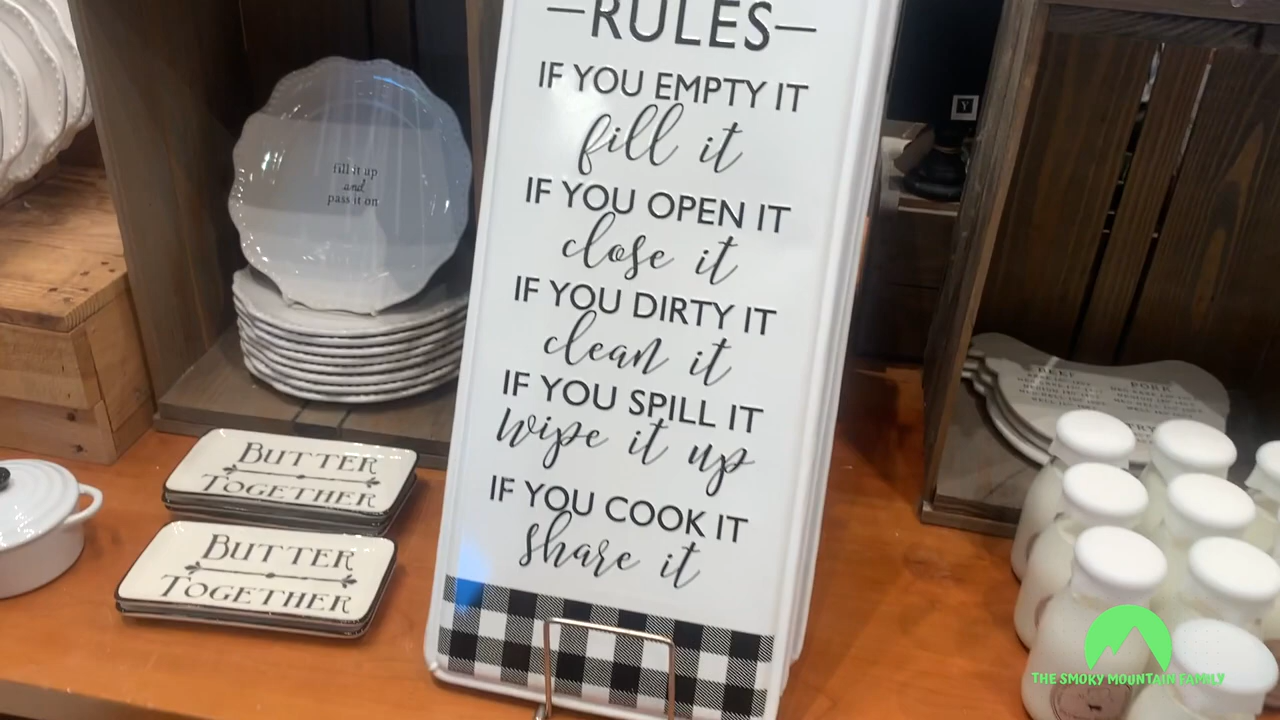 —RULES—
IF YOU EMPTY IT
fill it
IF YOU OPEN IT
close it
IF YOU DIRTY IT
clean it
IF YOU SPILL IT
wipe it up
IF YOU COOK IT
share it
fill it up
and
pass it on
BUTTER
TOGETHER
BUTTER
TOGETHER
Y
BEEF
PORK
THE SMOKY MOUNTAIN FAMILY